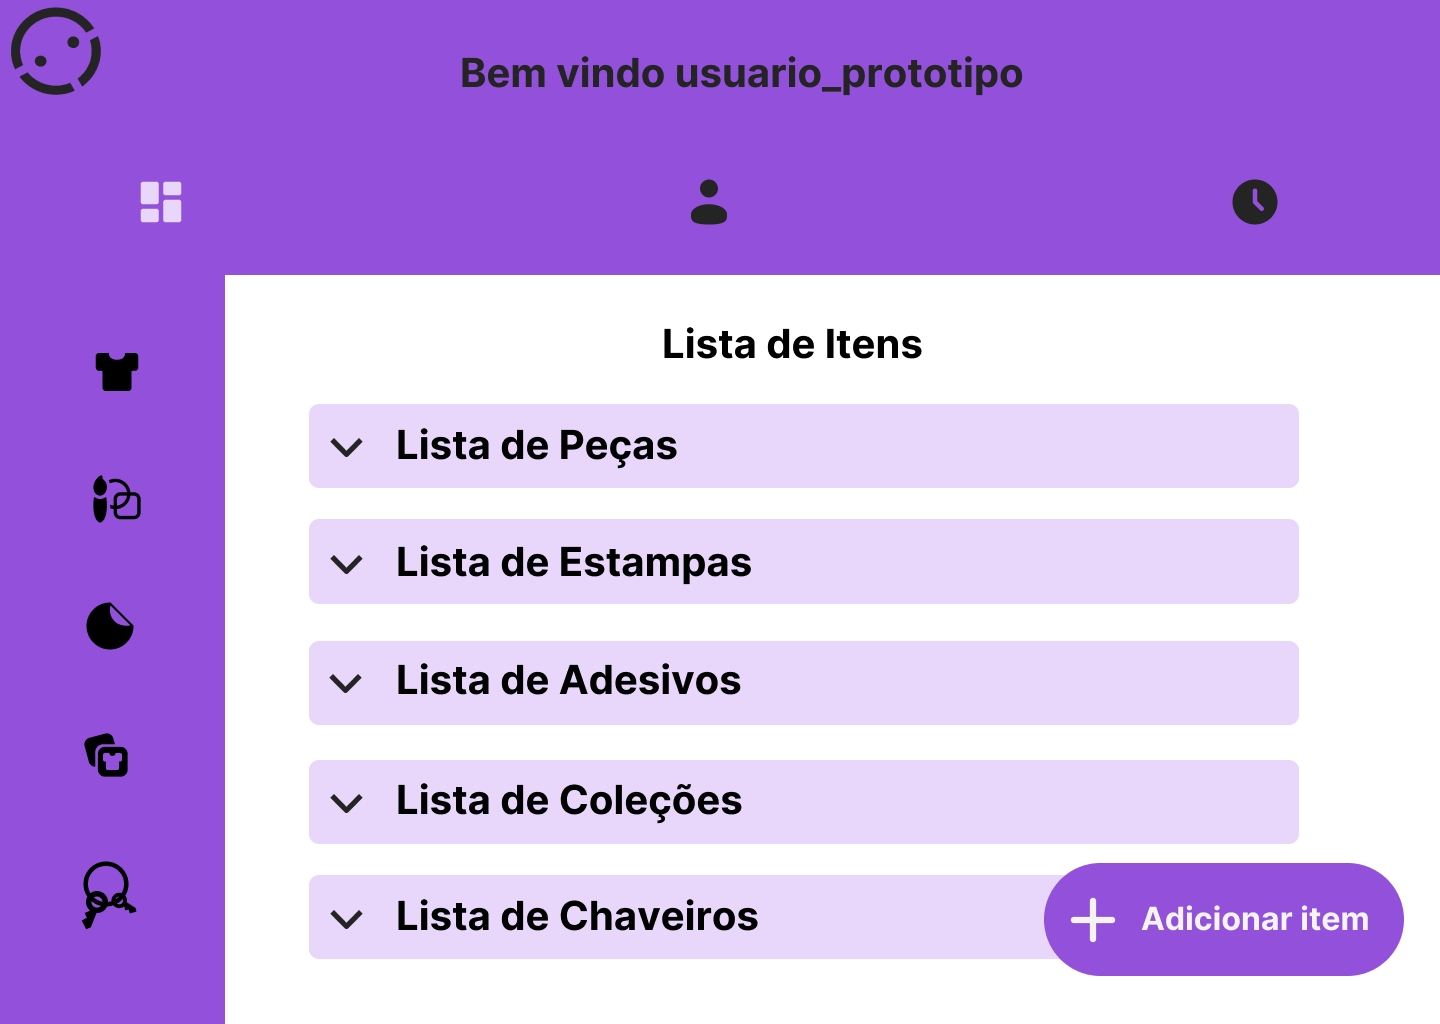 Bem vindo usuario_prototipo
Lista de Itens
Lista de Peças
Lista de Estampas
Lista de Adesivos
Lista de Coleções
Lista de Chaveiros
Adicionar item